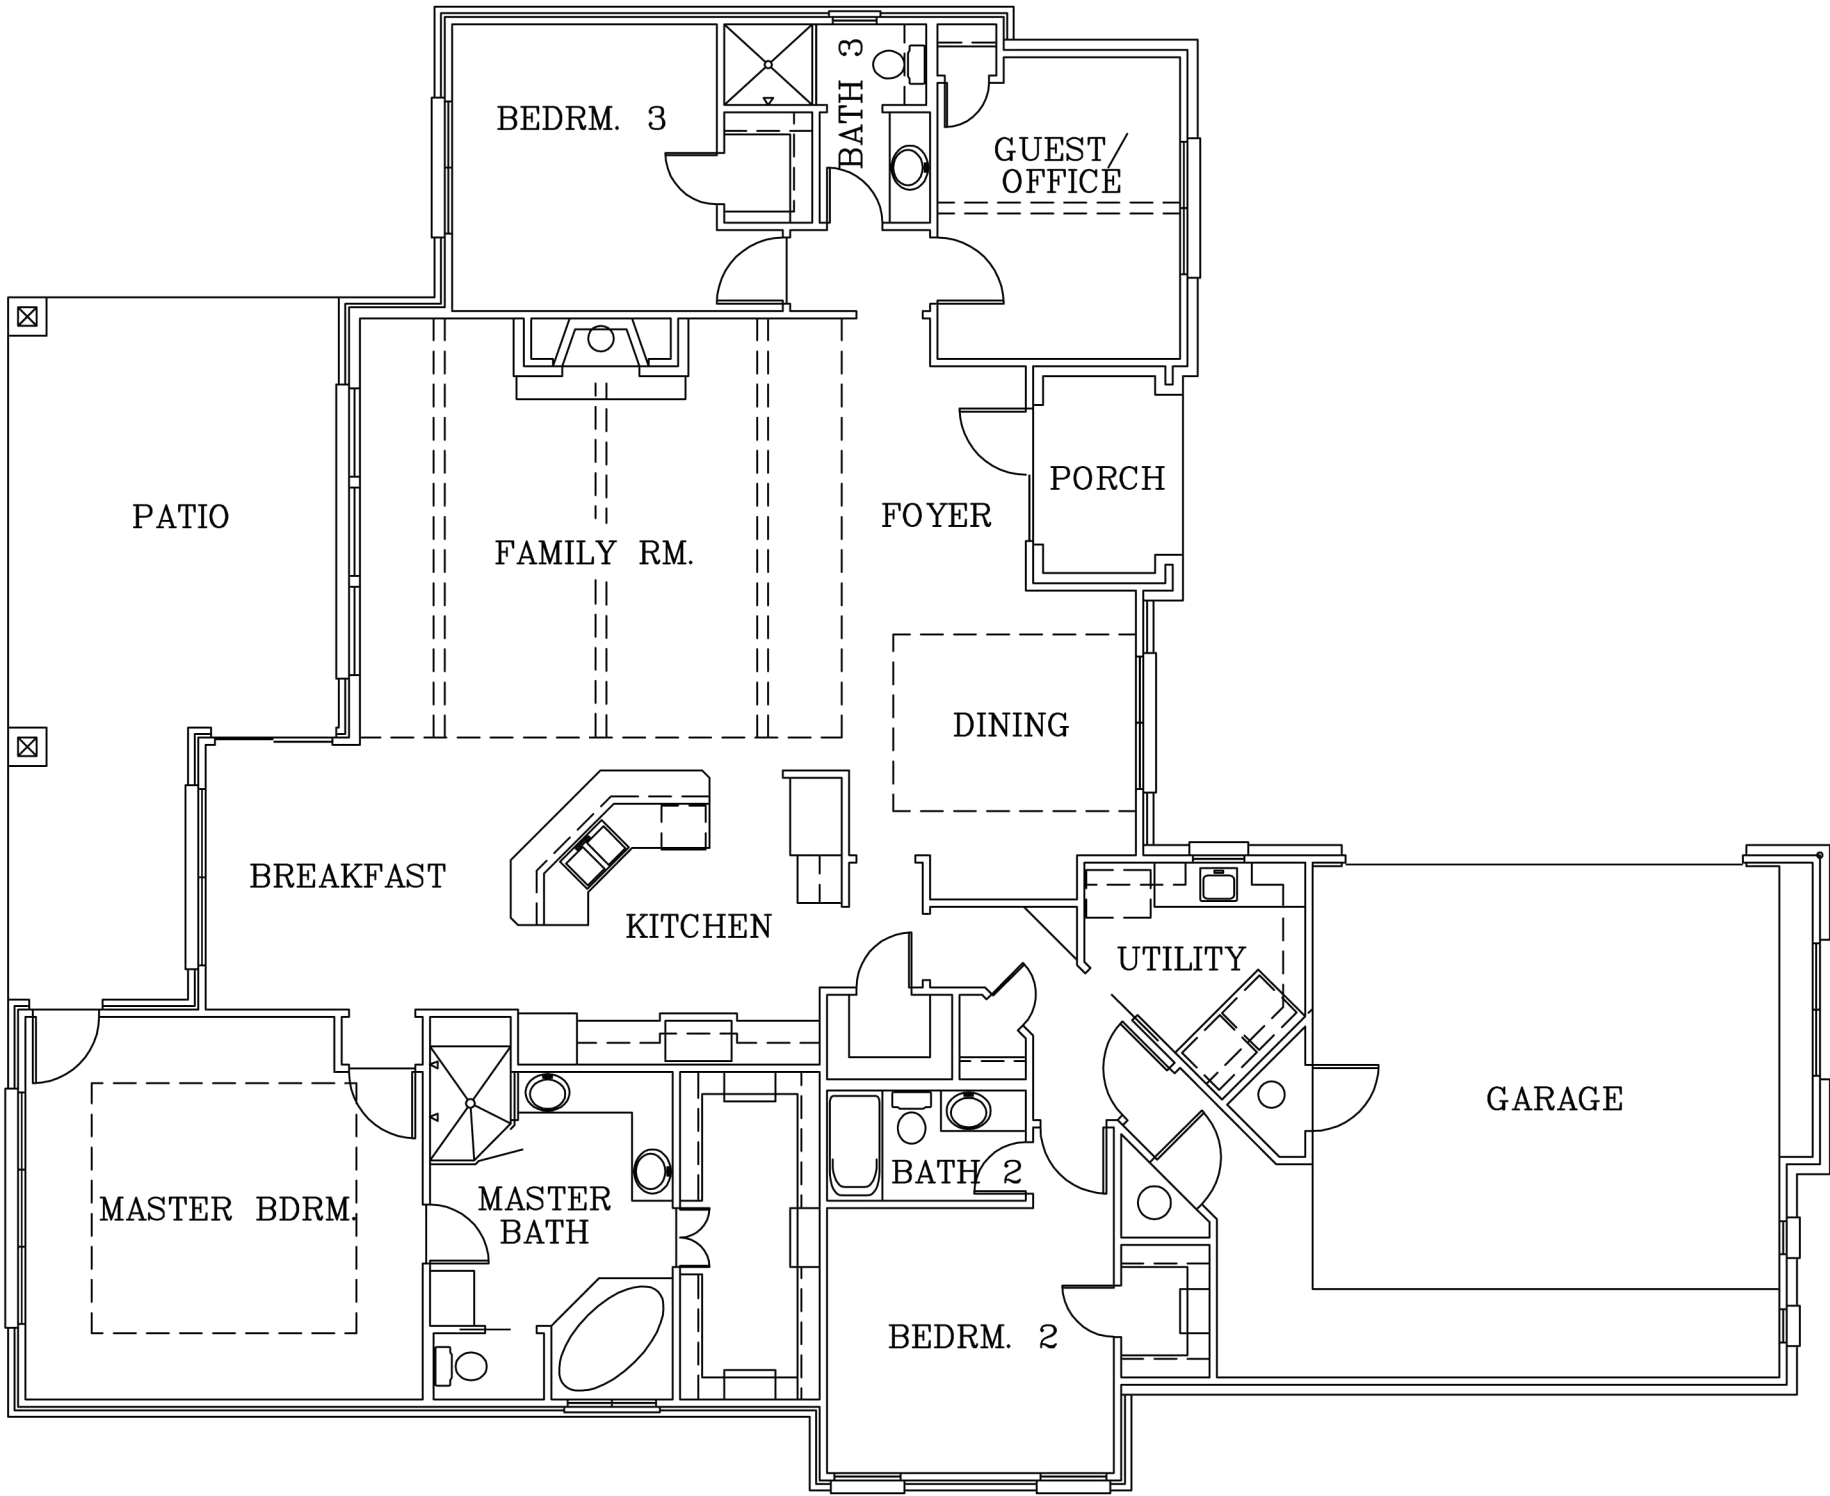 BEDRM. 3
BATH 3
GUEST/
OFFICE
PATIO
FAMILY RM.
FOYER
PORCH
DINING
BREAKFAST
KITCHEN
UTILITY
GARAGE
MASTER BDRM.
MASTER
BATH
BATH 2
BEDRM. 2